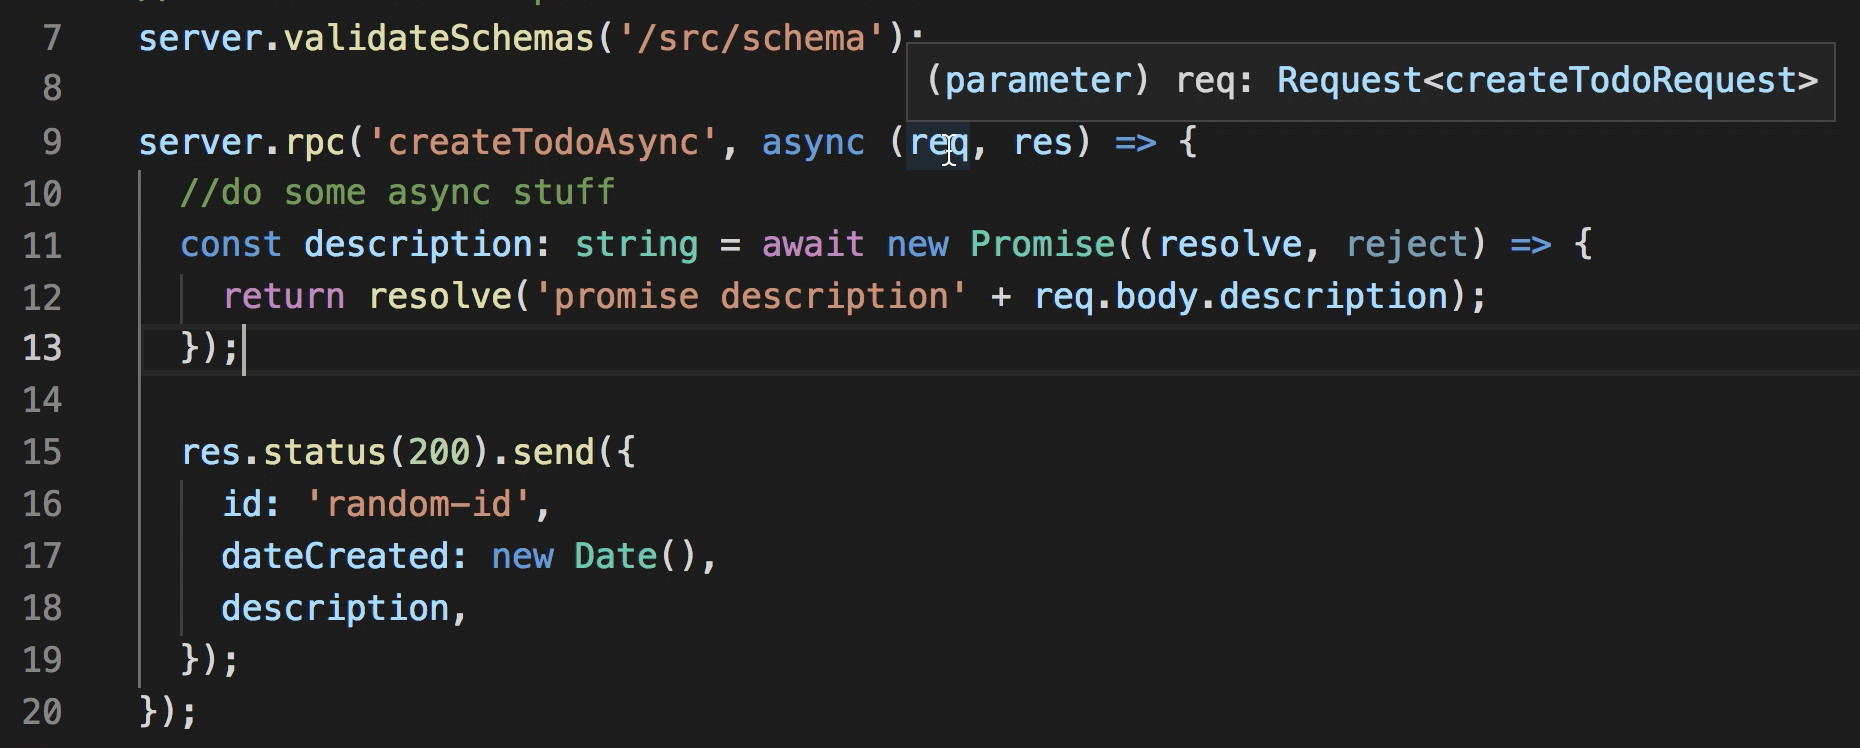 7 server.validateSchemas('/src/schema');
(parameter) req: Request<createTodoRequest>
8
9 server.rpc('createTodoAsync', async (req, res) => {
10 //do some async stuff
11 const description: string = await new Promise((resolve, reject) => {
12 return resolve('promise description' + req.body.description);
13 });
14
15 res.status(200).send({
16 id: 'random-id',
17 dateCreated: new Date(),
18 description,
19 });
20 });